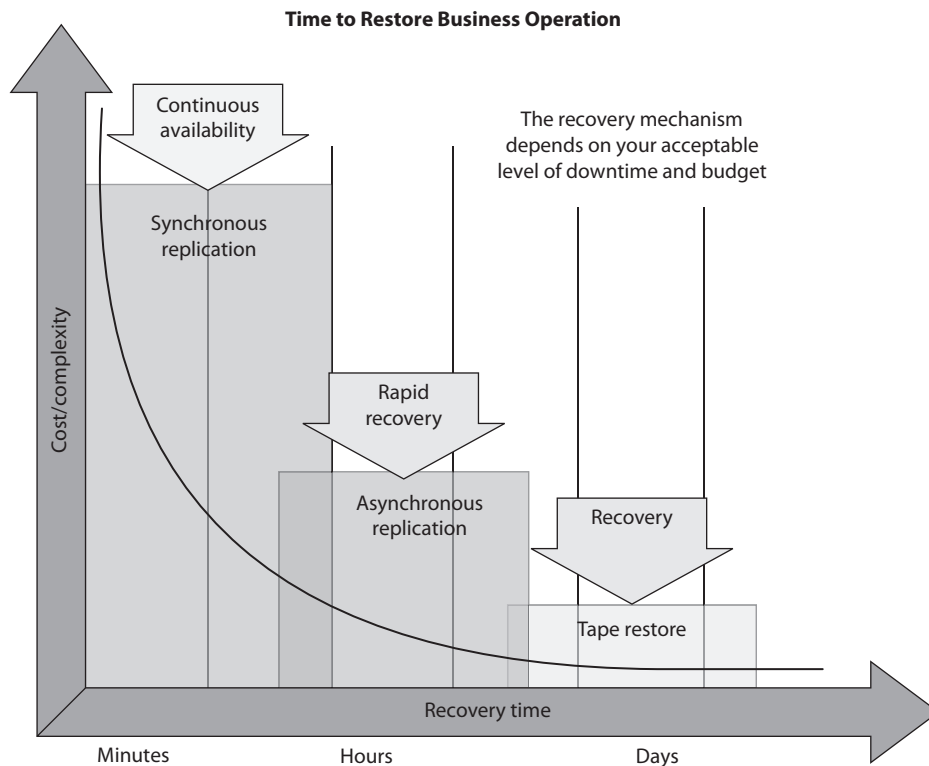 Time to Restore Business Operation
Continuous
availability
The recovery mechanism
depends on your acceptable
level of downtime and budget
Synchronous
replication
Cost/complexity
Rapid
recovery
Asynchronous
replication
Recovery
Tape restore
Recovery time
Minutes
Hours
Days